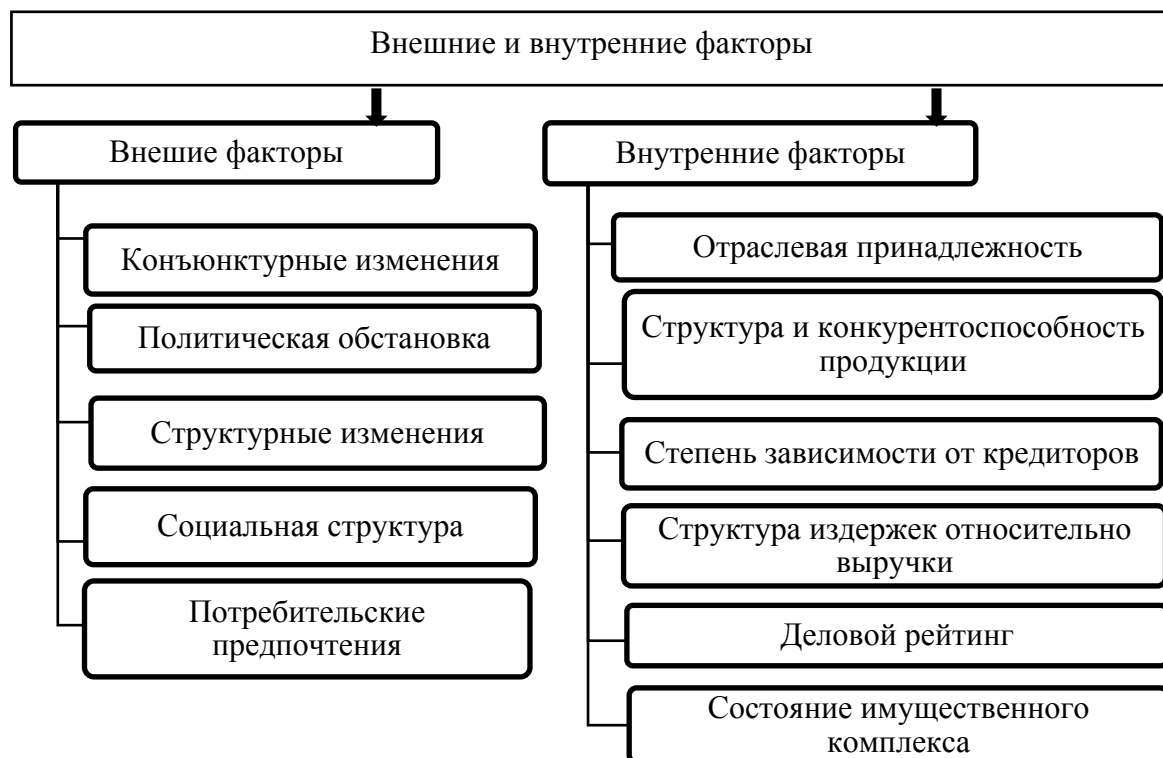 Внешние и внутренние факторы
Внешие факторы
Конъюнктурные изменения
Политическая обстановка
Структурные изменения
Социальная структура
Потребительские
предпочтения
Внутренние факторы
Отраслевая принадлежность
Структура и конкурентоспособность
продукции
Степень зависимости от кредиторов
Структура издержек относительно
выручки
Деловой рейтинг
Состояние имущественного
комплекса